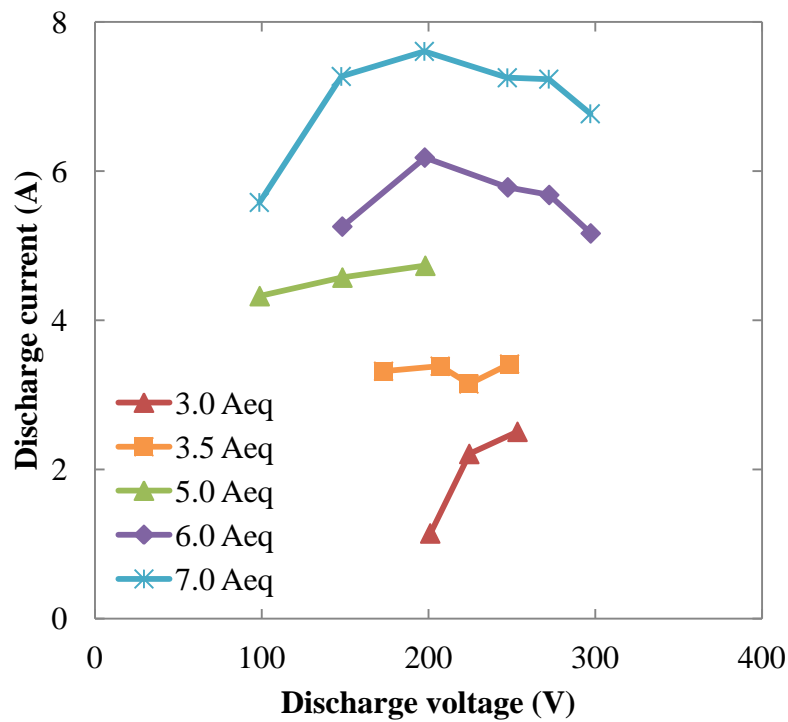 8
6
4
2
0
Discharge current (A)
3.0 Aeq
3.5 Aeq
5.0 Aeq
6.0 Aeq
7.0 Aeq
0 100 200 300 400
Discharge voltage (V)